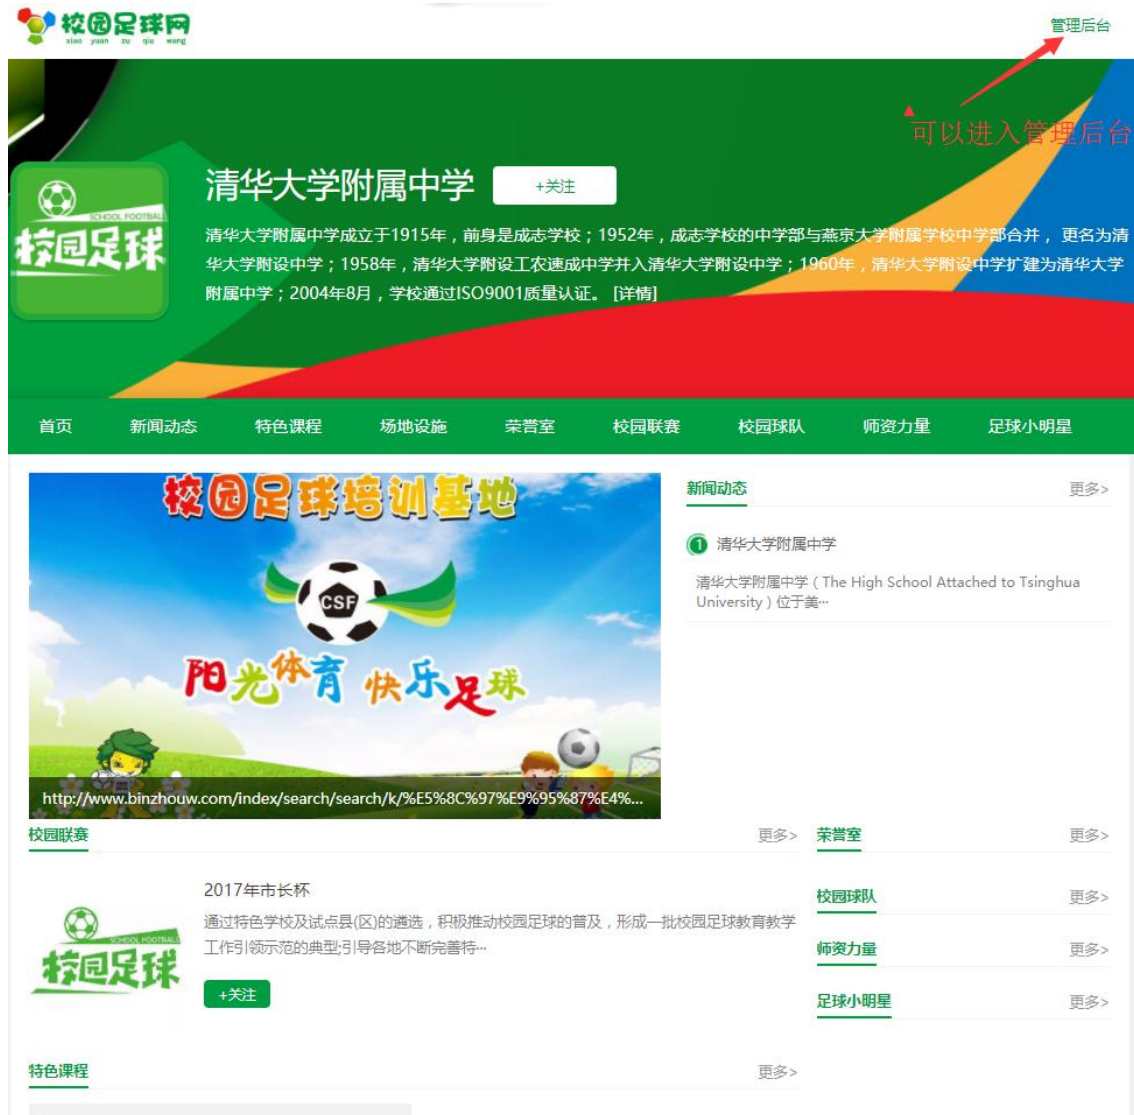 校园足球网
xiao yuan zu qiu wang
管理后台
可以进入管理后台
SCHOOL FOOTBALL
校园足球
清华大学附属中学
+关注
清华大学附属中学成立于1915年，前身是成志学校；1952年，成志学校的中学部与燕京大学附属学校中学部合并， 更名为清
华大学附设中学；1958年，清华大学附设工农速成中学并入清华大学附设中学；1960年，清华大学附设中学扩建为清华大学
附属中学；2004年8月，学校通过ISO9001质量认证。 [详情]
首页 新闻动态 特色课程 场地设施 荣誉室 校园联赛 校园球队 师资力量 足球小明星
校园足球培训基地
CSF
阳光体育 快乐足球
http://www.binzhouw.com/index/search/search/k/%E5%8C%97%E9%95%87%E4%...
新闻动态 更多>
1 清华大学附属中学
清华大学附属中学 ( The High School Attached to Tsinghua
University ) 位于美···
校园联赛 更多>
SCHOOL FOOTBALL
校园足球
2017年市长杯
通过特色学校及试点县(区)的遴选，积极推动校园足球的普及，形成一批校园足球教育教学
工作引领示范的典型;引导各地不断完善特···
+关注
荣誉室 更多>
校园球队 更多>
师资力量 更多>
足球小明星 更多>
特色课程 更多>